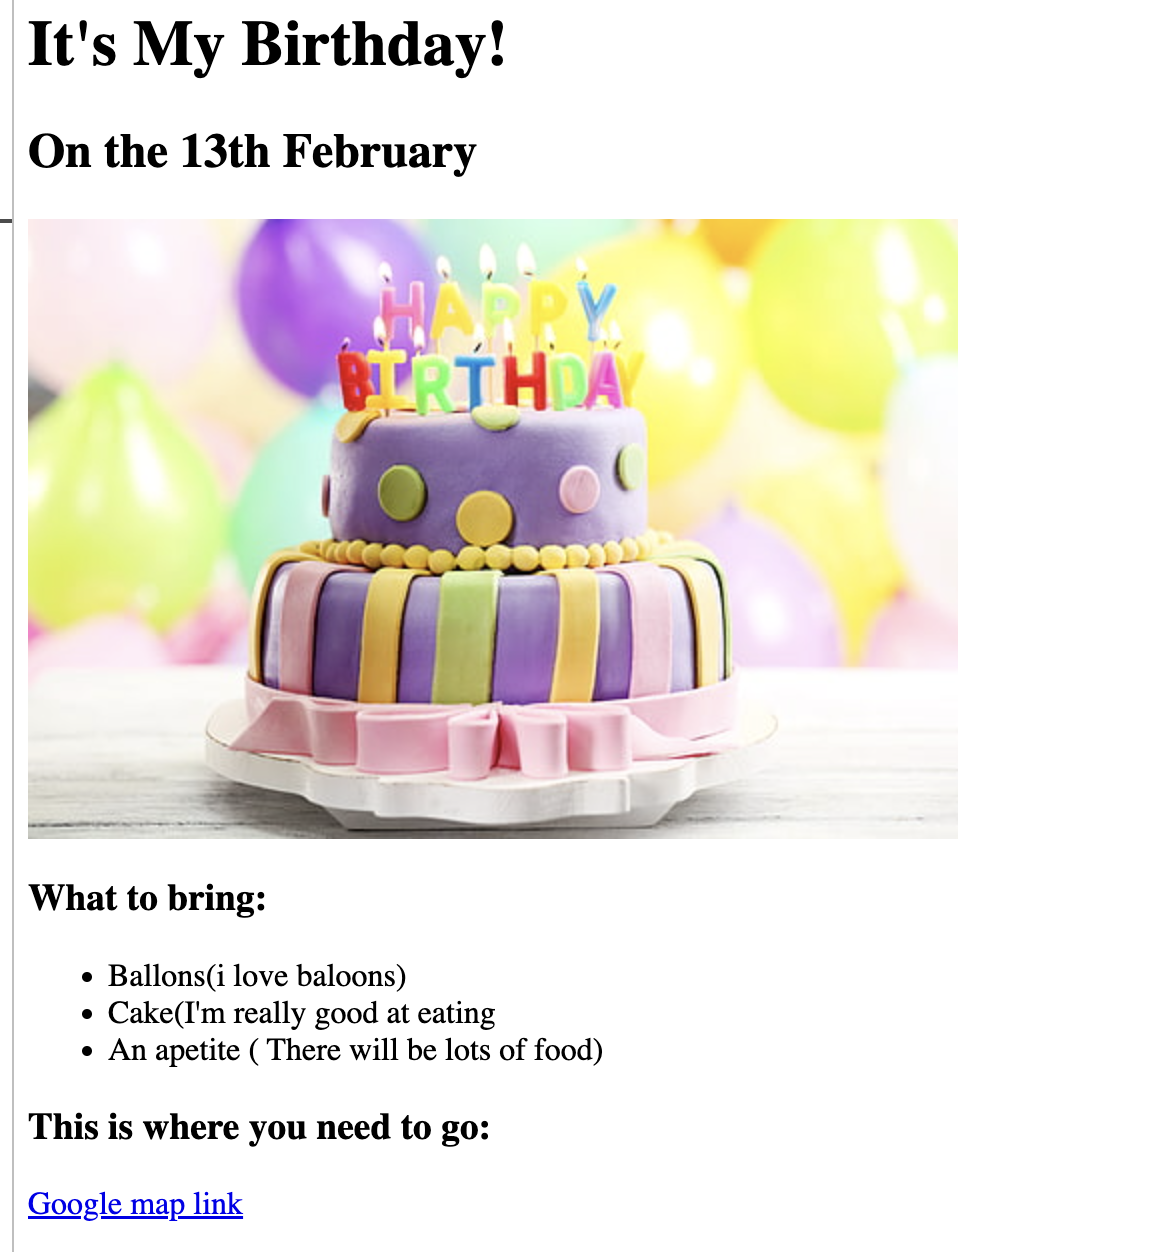 It's My Birthday!
On the 13th February
HAPPY
BIRTHDAY
What to bring:
Ballons(i love baloons)
Cake(I'm really good at eating
An apetite ( There will be lots of food)
This is where you need to go:
Google map link